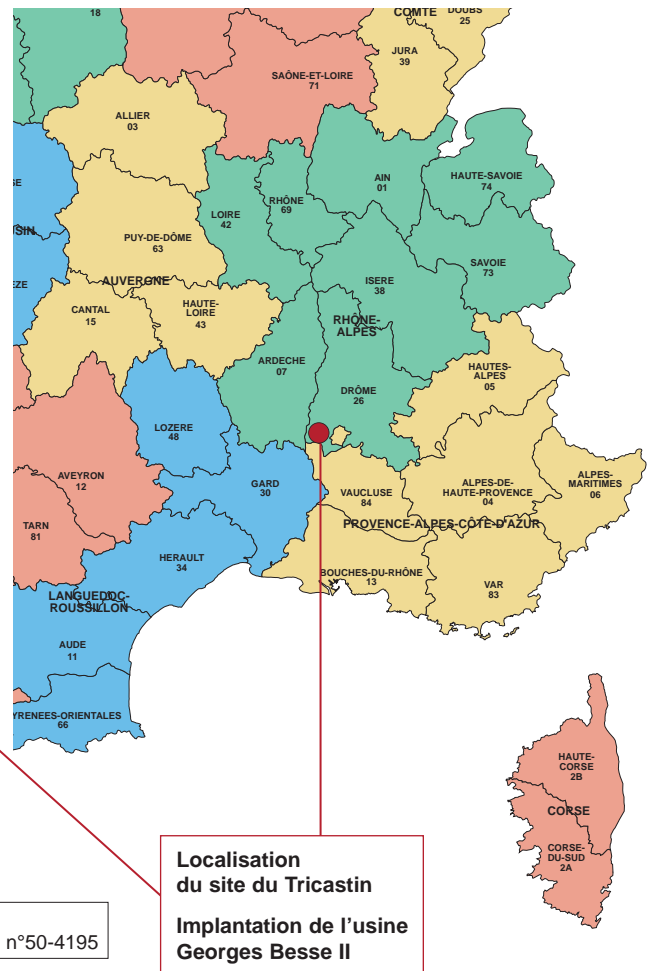 COMTE
DOUBS
25
18
JURA
39
SAÔNE-ET-LOIRE
71
ALLIER
03
AIN
01
HAUTE-SAVOIE
74
RHÔNE
69
LOIRE
42
PUY-DE-DÔME
63
SAVOIE
73
ISERE
38
AUVERGNE
CANTAL
15
HAUTE-
LOIRE
43
RHÔNE-
ALPES
ARDECHE
07
HAUTES-
ALPES
05
DRÔME
26
LOZERE
48
AVEYRON
12
GARD
30
VAUCLUSE
84
ALPES-DE-
HAUTE-PROVENCE
04
ALPES-
MARITIMES
06
TARN
81
PROVENCE-ALPES-CÔTE-D'AZUR
HERAULT
34
BOUCHES-DU-RHÔNE
13
VAR
83
LANGUEDOC-
ROUSSILLON
AUDE
11
YRENEES-ORIENTALES
66
HAUTE-
CORSE
2B
CORSE
CORSE-
DU-SUD
2A
Localisation
du site du Tricastin
Implantation de l'usine
Georges Besse II
n°50-4195